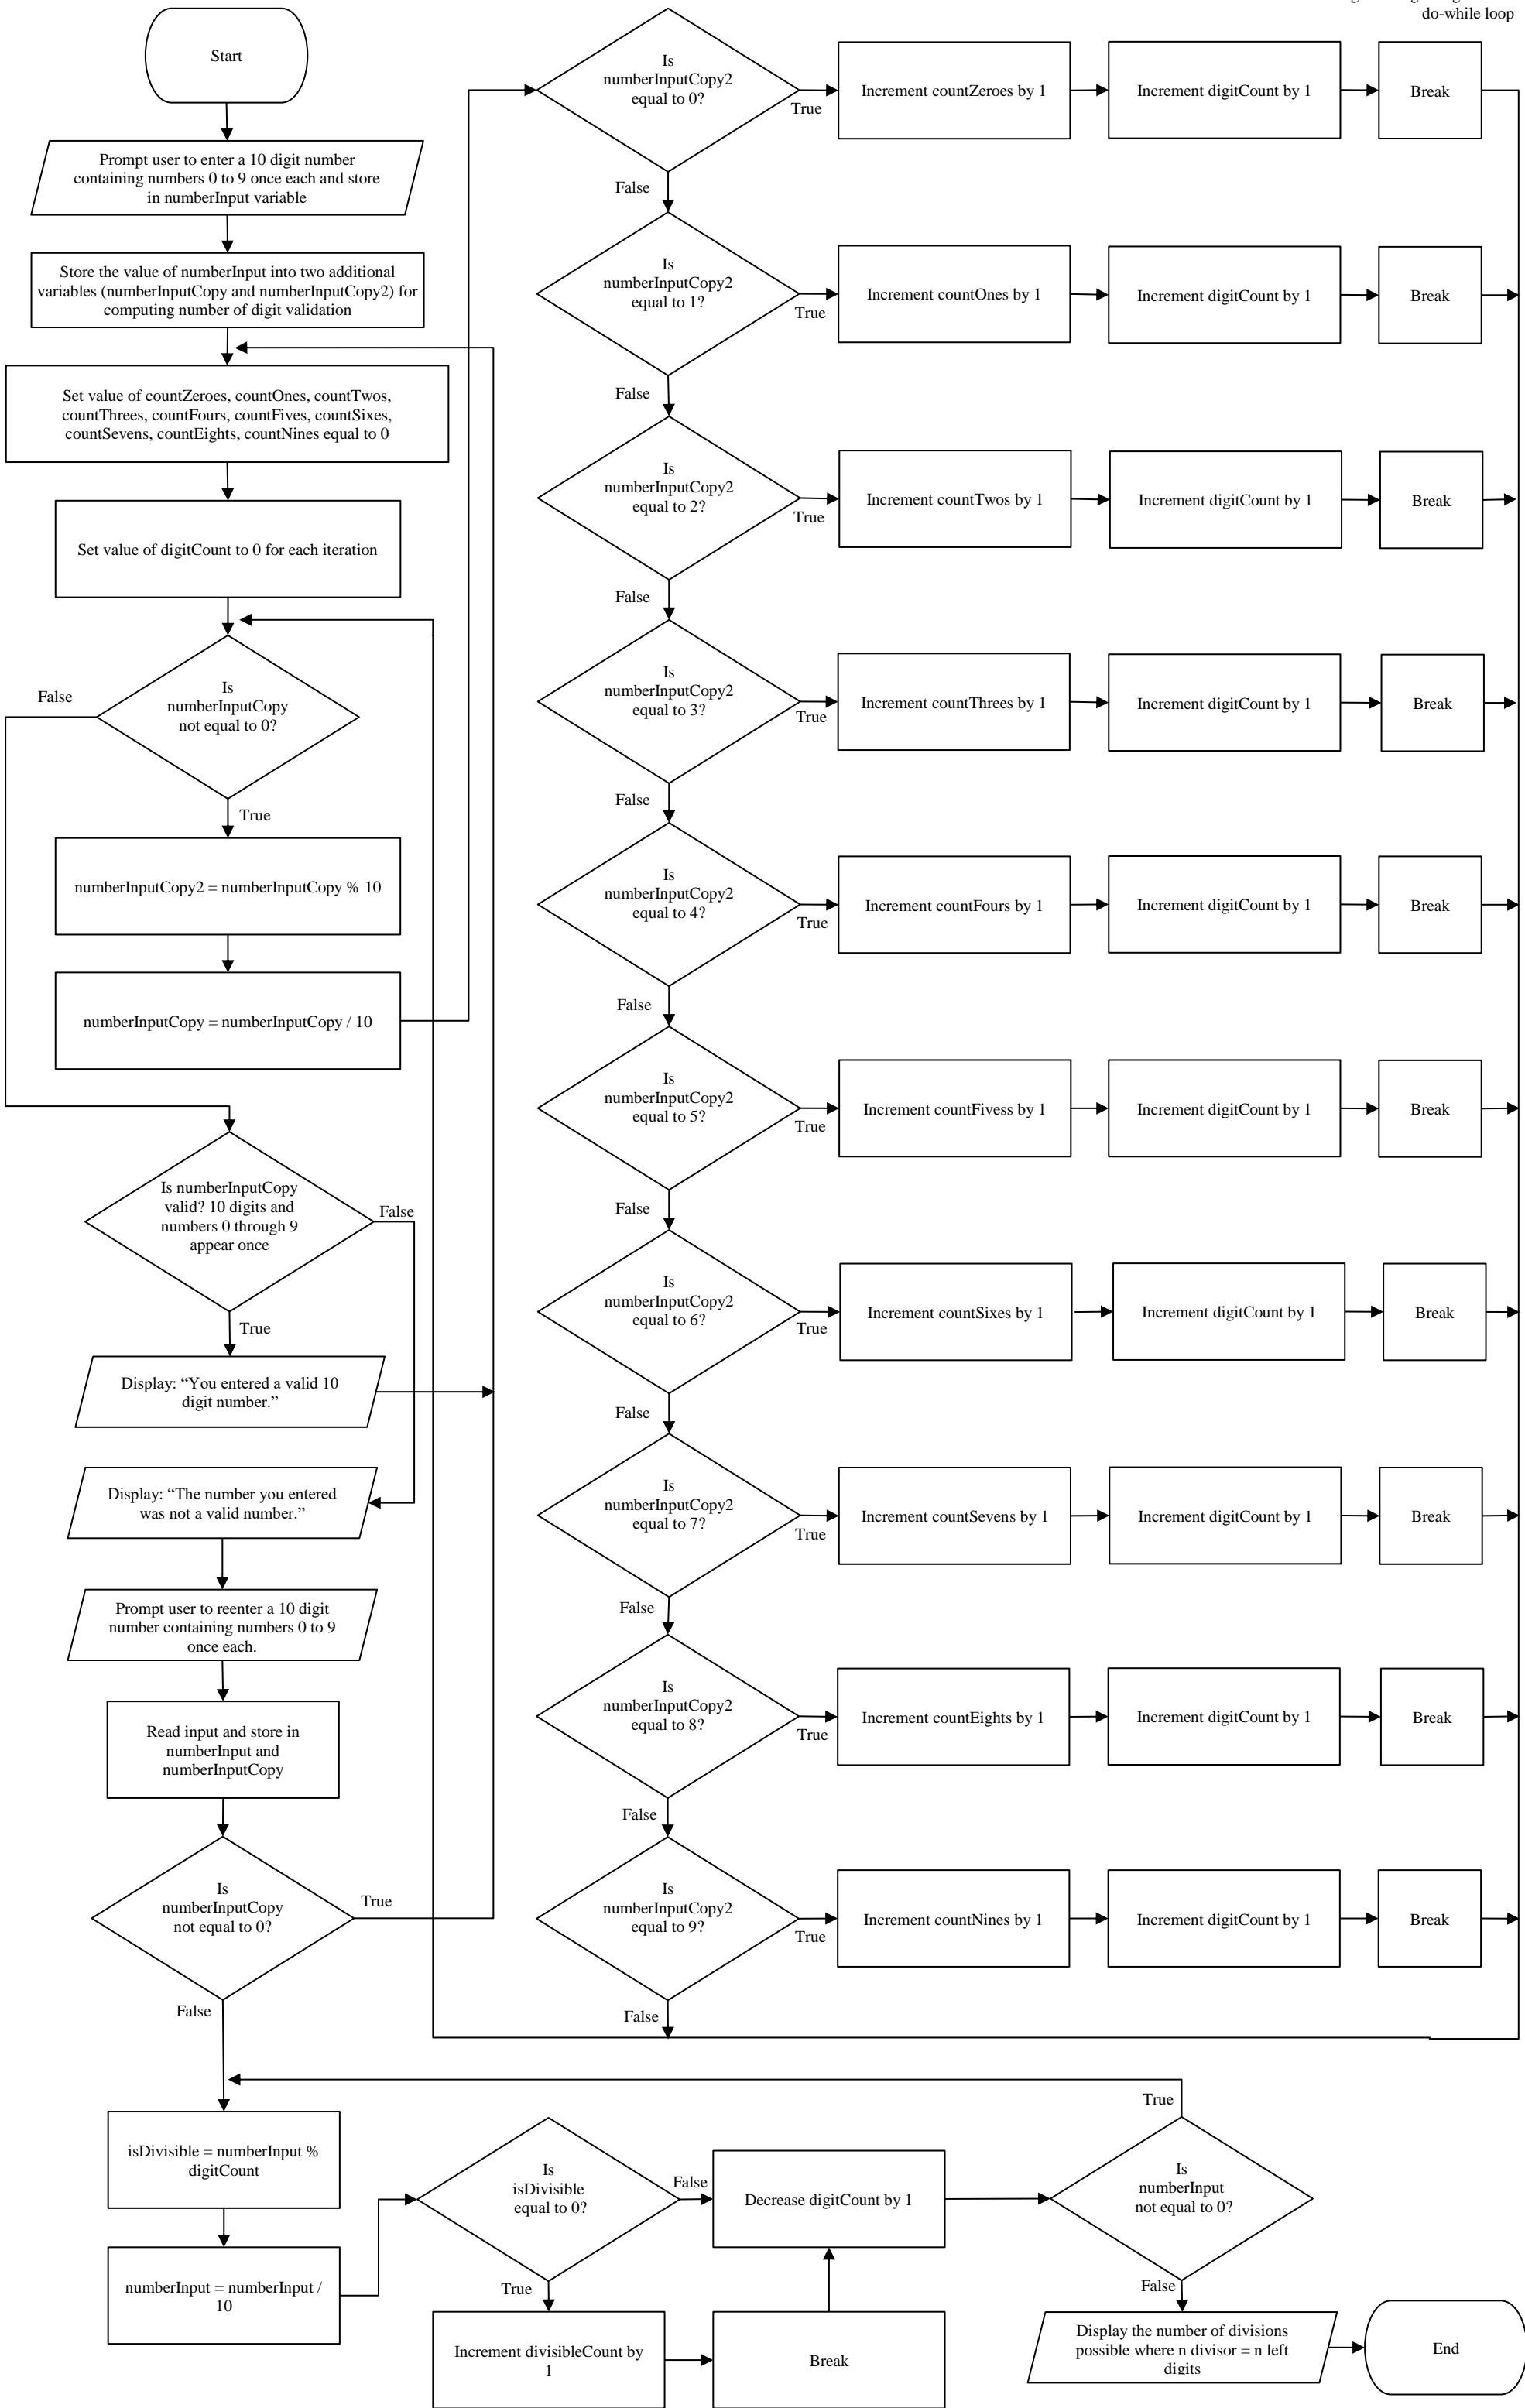 do-while loop
Start
Prompt user to enter a 10 digit number
containing numbers 0 to 9 once each and store
in numberInput variable
Store the value of numberInput into two additional
variables (numberInputCopy and numberInputCopy2) for
computing number of digit validation
Set value of countZeroes, countOnes, countTwos,
countThrees, countFours, countFives, countSixes,
countSevens, countEights, countNines equal to 0
Set value of digitCount to 0 for each iteration
Is
numberInputCopy
not equal to 0?
False
True
numberInputCopy2 = numberInputCopy % 10
numberInputCopy = numberInputCopy / 10
Is numberInputCopy
valid? 10 digits and
numbers 0 through 9
appear once
False
True
Display: “You entered a valid 10
digit number.”
Display: “The number you entered
was not a valid number.”
Prompt user to reenter a 10 digit
number containing numbers 0 to 9
once each.
Read input and store in
numberInput and
numberInputCopy
Is
numberInputCopy
not equal to 0?
True
False
Is
numberInputCopy2
equal to 0?
True
Increment countZeroes by 1
Increment digitCount by 1
Break
False
Is
numberInputCopy2
equal to 1?
True
Increment countOnes by 1
Increment digitCount by 1
Break
False
Is
numberInputCopy2
equal to 2?
True
Increment countTwos by 1
Increment digitCount by 1
Break
False
Is
numberInputCopy2
equal to 3?
True
Increment countThrees by 1
Increment digitCount by 1
Break
False
Is
numberInputCopy2
equal to 4?
True
Increment countFours by 1
Increment digitCount by 1
Break
False
Is
numberInputCopy2
equal to 5?
True
Increment countFivess by 1
Increment digitCount by 1
Break
False
Is
numberInputCopy2
equal to 6?
True
Increment countSixes by 1
Increment digitCount by 1
Break
False
Is
numberInputCopy2
equal to 7?
True
Increment countSevens by 1
Increment digitCount by 1
Break
False
Is
numberInputCopy2
equal to 8?
True
Increment countEights by 1
Increment digitCount by 1
Break
False
Is
numberInputCopy2
equal to 9?
True
Increment countNines by 1
Increment digitCount by 1
Break
False
isDivisible = numberInput %
digitCount
numberInput = numberInput /
10
Is
isDivisible
equal to 0?
False
True
Increment divisibleCount by
1
Break
Decrease digitCount by 1
Is
numberInput
not equal to 0?
True
False
Display the number of divisions
possible where n divisor = n left
digits
End